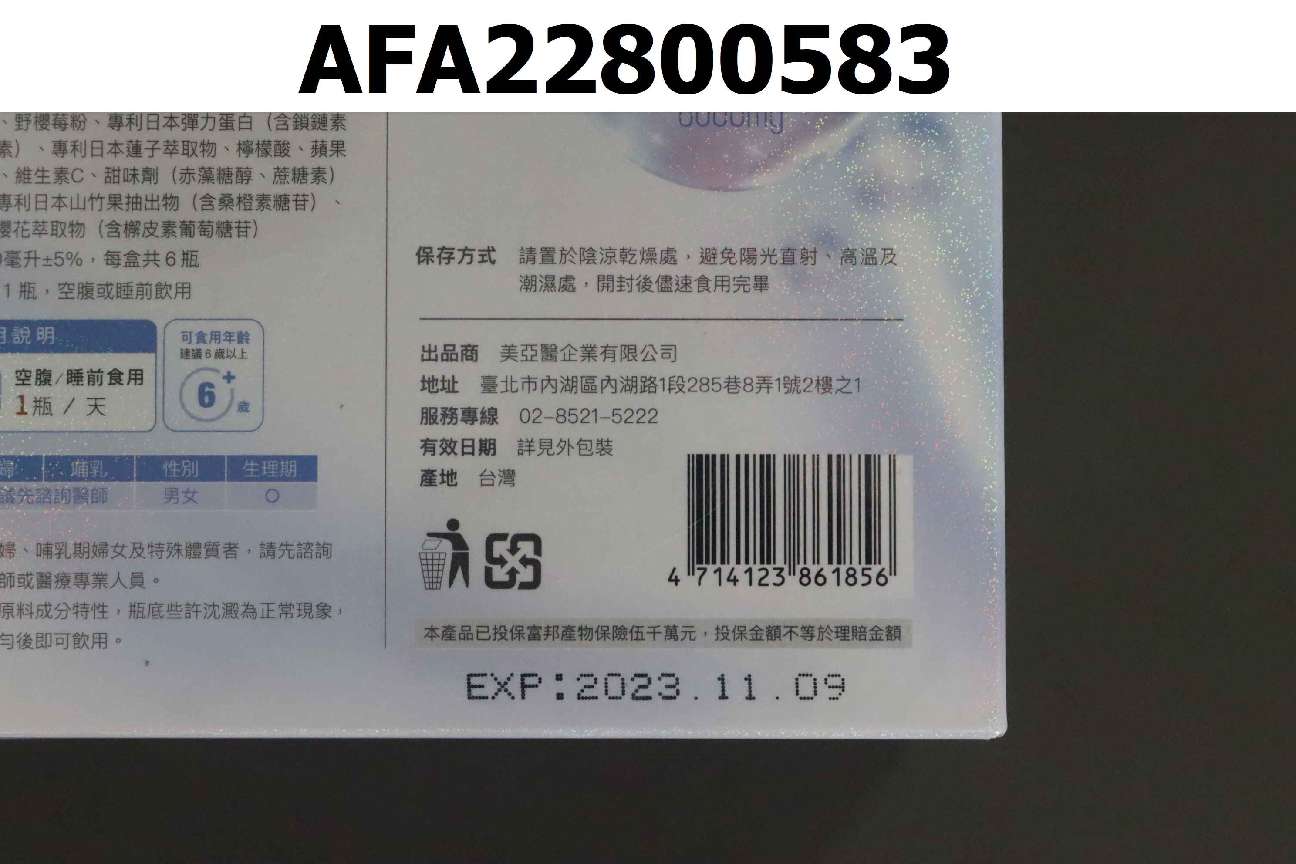 AFA22800583
、野櫻莓粉、專利日本彈力蛋白（含鎖鏈素
素）、專利日本蓮子萃取物、檸檬酸、蘋果
、維生素C、甜味劑（赤藻糖醇、蔗糖素）
專利日本山竹果抽出物（含桑橙素糖苷）、
櫻花萃取物（含槲皮素葡萄糖苷）
毫升±5%，每盒共6瓶
1瓶，空腹或睡前飲用
用說明
空腹/睡前食用
1瓶 / 天
可食用年齡
建議6歲以上
6+歲
婦 哺乳 性別 生理期
請先諮詢醫師 男女 O
婦、哺乳期婦女及特殊體質者，請先諮詢
師或醫療專業人員。
原料成分特性，瓶底些許沈澱為正常現象，
勻後即可飲用。
保存方式 請置於陰涼乾燥處，避免陽光直射、高溫及
潮濕處，開封後儘速食用完畢
出品商 美亞醫企業有限公司
地址 臺北市內湖區內湖路1段285巷8弄1號2樓之1
服務專線 02-8521-5222
有效日期 詳見外包裝
產地 台灣
4 714123 861856
本產品已投保富邦產物保險伍千萬元，投保金額不等於理賠金額
EXP:2023.11.09